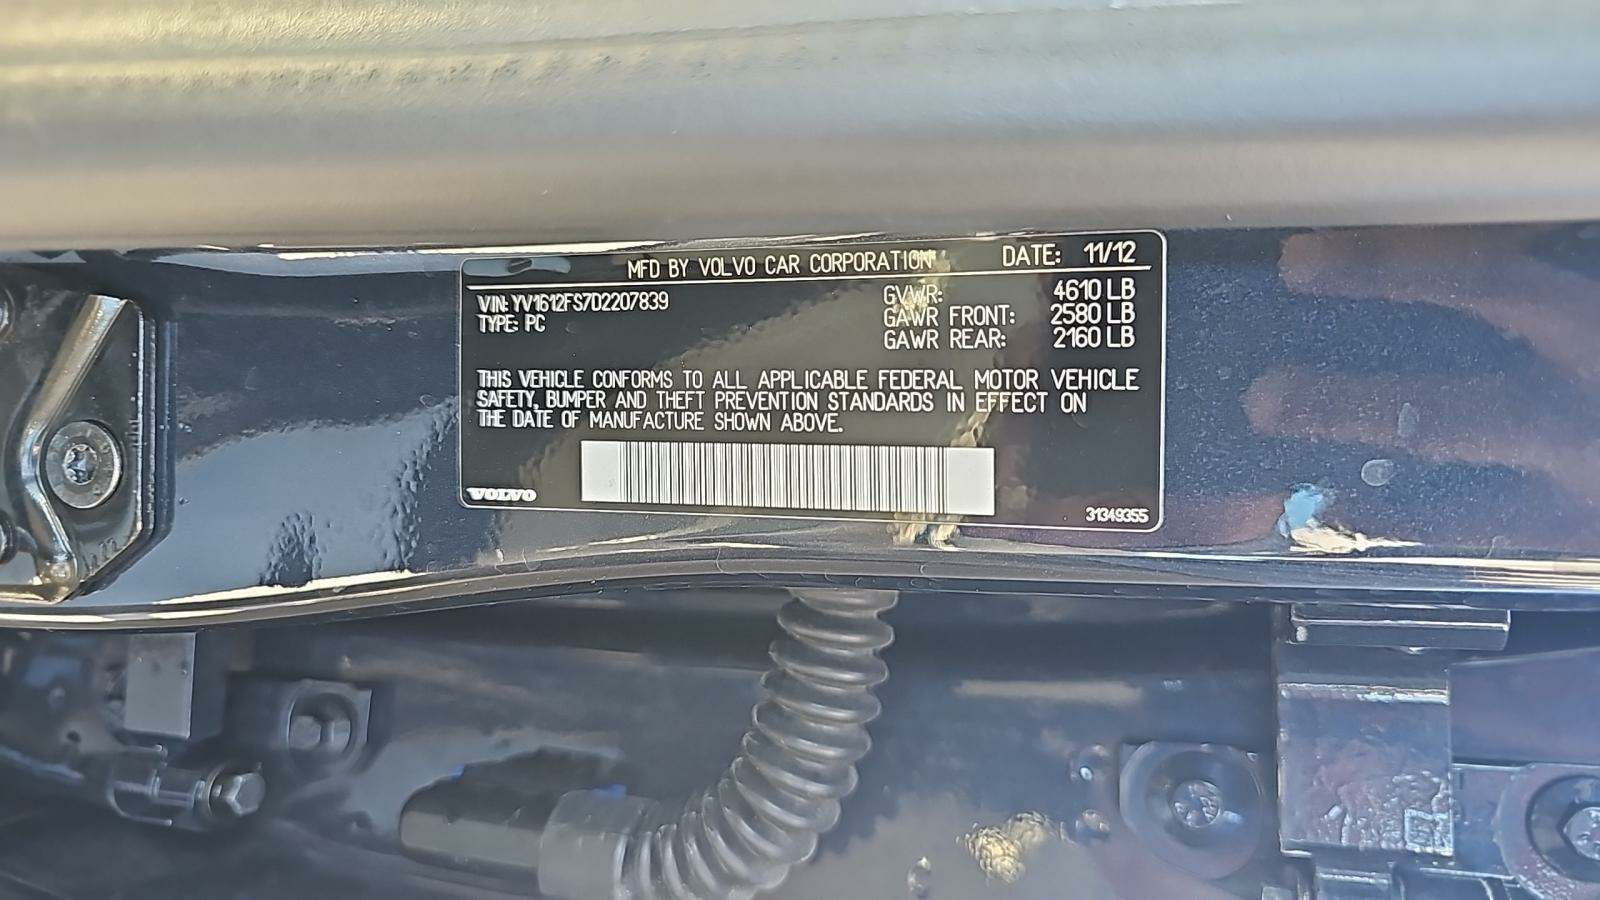 MFD BY VOLVO CAR CORPORATION DATE: 11/12
VIN: YV1612FS7D2207839
TYPE: PC
GVWR: 4610 LB
GAWR FRONT: 2580 LB
GAWR REAR: 2160 LB
THIS VEHICLE CONFORMS TO ALL APPLICABLE FEDERAL MOTOR VEHICLE
SAFETY, BUMPER AND THEFT PREVENTION STANDARDS IN EFFECT ON
THE DATE OF MANUFACTURE SHOWN ABOVE.
VOLVO
31349355